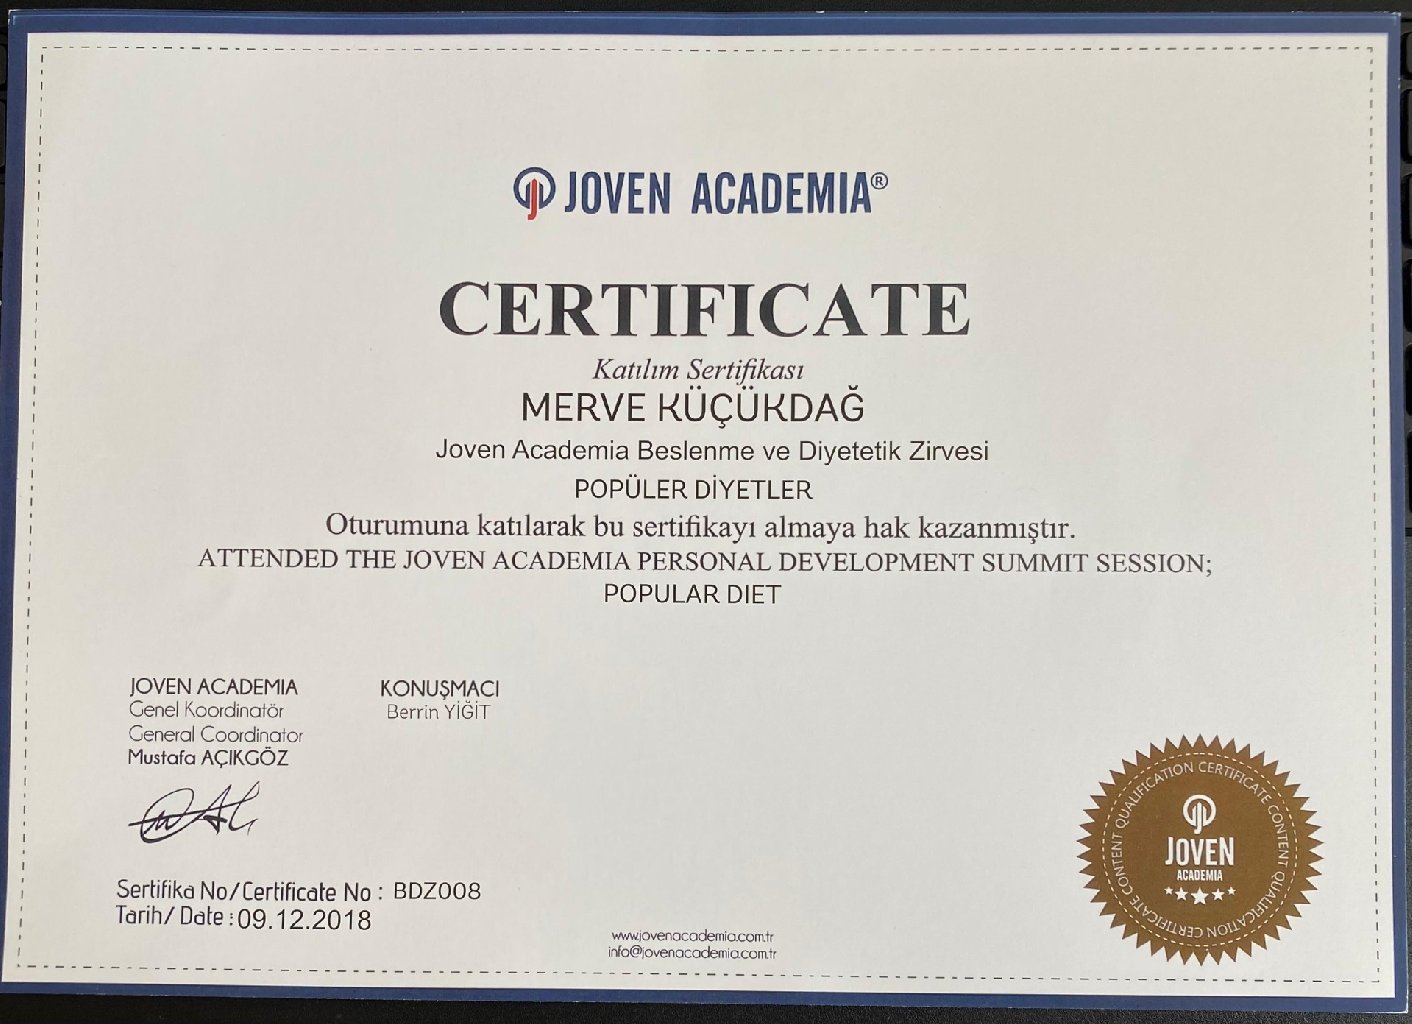 JOVEN ACADEMIA®
CERTIFICATE
Katılım Sertifikası
MERVE KÜÇÜKDAĞ
Joven Academia Beslenme ve Diyetetik Zirvesi
POPÜLER DİYETLER
Oturumuna katılarak bu sertifikayı almaya hak kazanmıştır.
ATTENDED THE JOVEN ACADEMIA PERSONAL DEVELOPMENT SUMMIT SESSION;
POPULAR DIET
JOVEN ACADEMIA
Genel Koordinatör
General Coordinator
Mustafa AÇIKGÖZ
KONUŞMACI
Berrin YİĞİT
Sertifika No/Certificate No : BDZ008
Tarih/ Date : 09.12.2018
www.jovenacademia.com.tr
info@jovenacademia.com.tr
CONTENT QUALIFICATION CERTIFICATE CONTENT QUALIFICATION CERTIFICATE
JOVEN
ACADEMIA